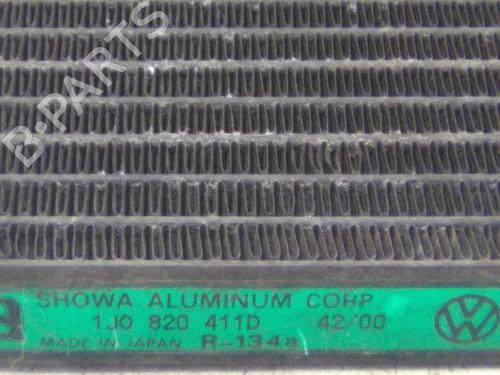 B-PARTS
SHOWA ALUMINUM CORP.
1J0 820 411D 42/00
MADE IN JAPAN R-134a